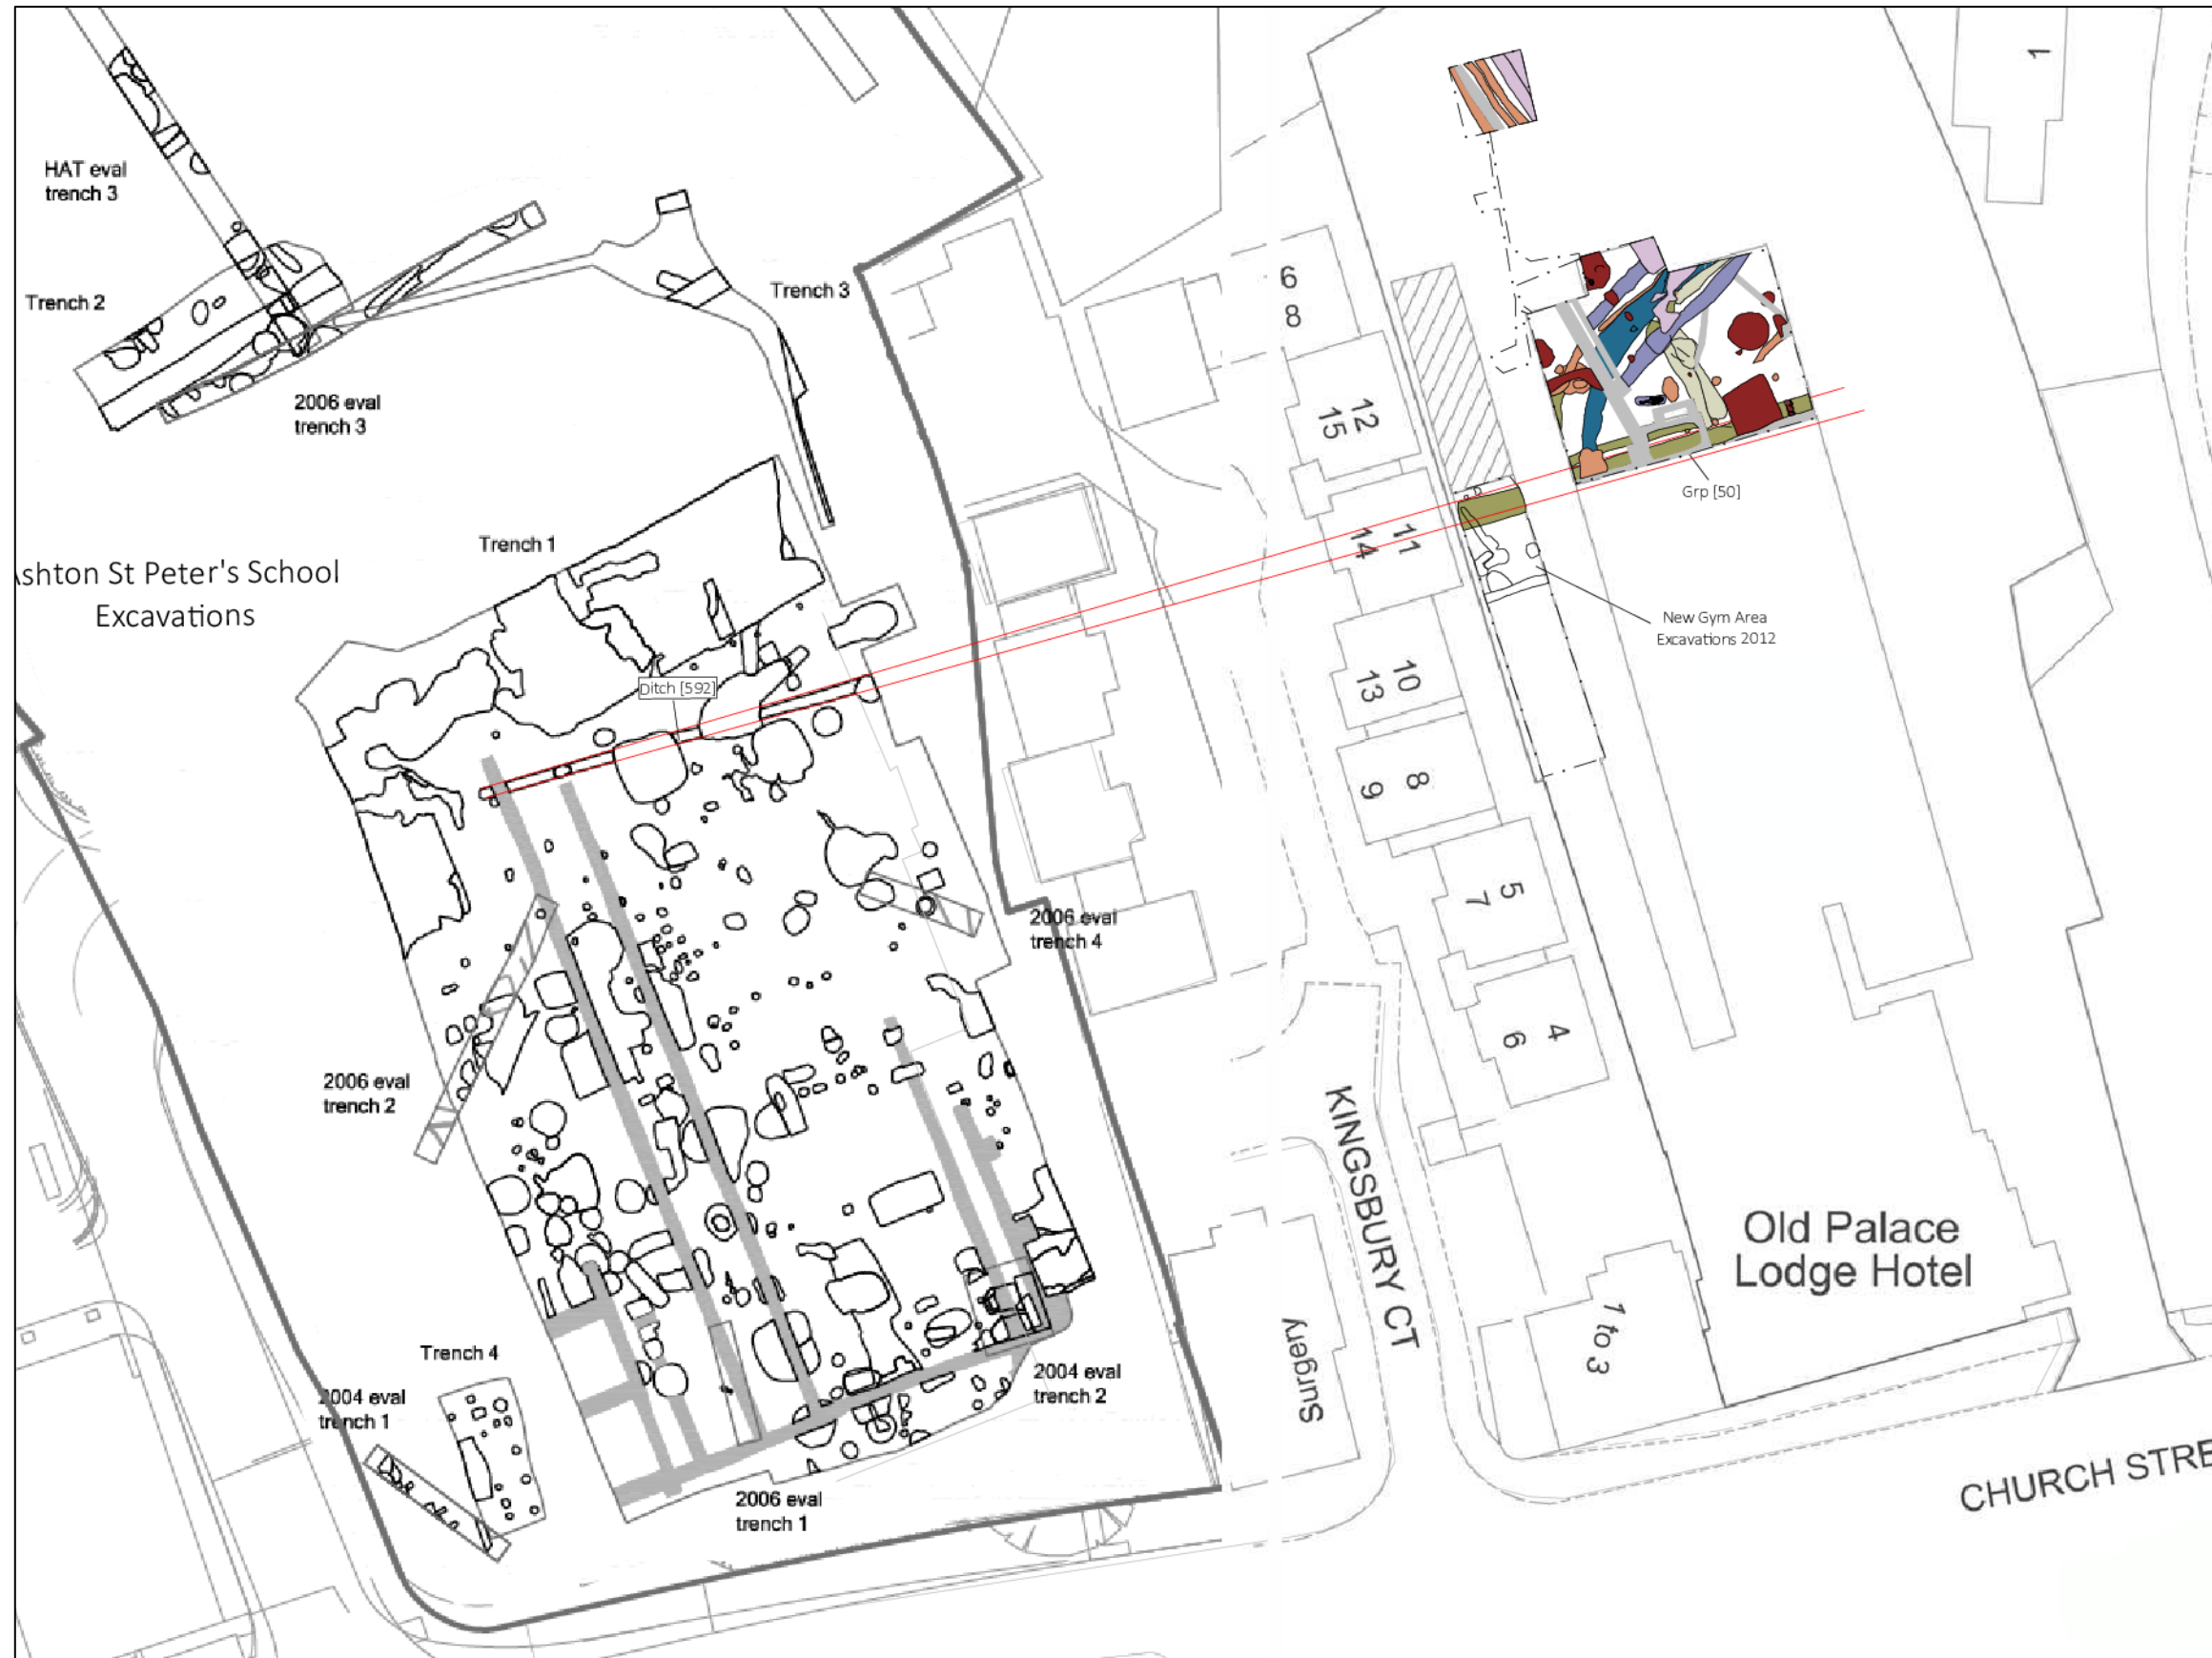 HAT eval
trench 3
Trench 2
2006 eval
trench 3
Trench 3
Trench 1
shton St Peter's School
Excavations
Ditch [592]
2006 eval
trench 4
2006 eval
trench 2
Trench 4
2004 eval
trench 1
2006 eval
trench 1
2004 eval
trench 2
1
6
8
12
15
11
14
10
13
8
9
5
7
4
6
1 to 3
Grp [50]
New Gym Area
Excavations 2012
KINGSBURY CT
Surgery
Old Palace
Lodge Hotel
CHURCH STRE